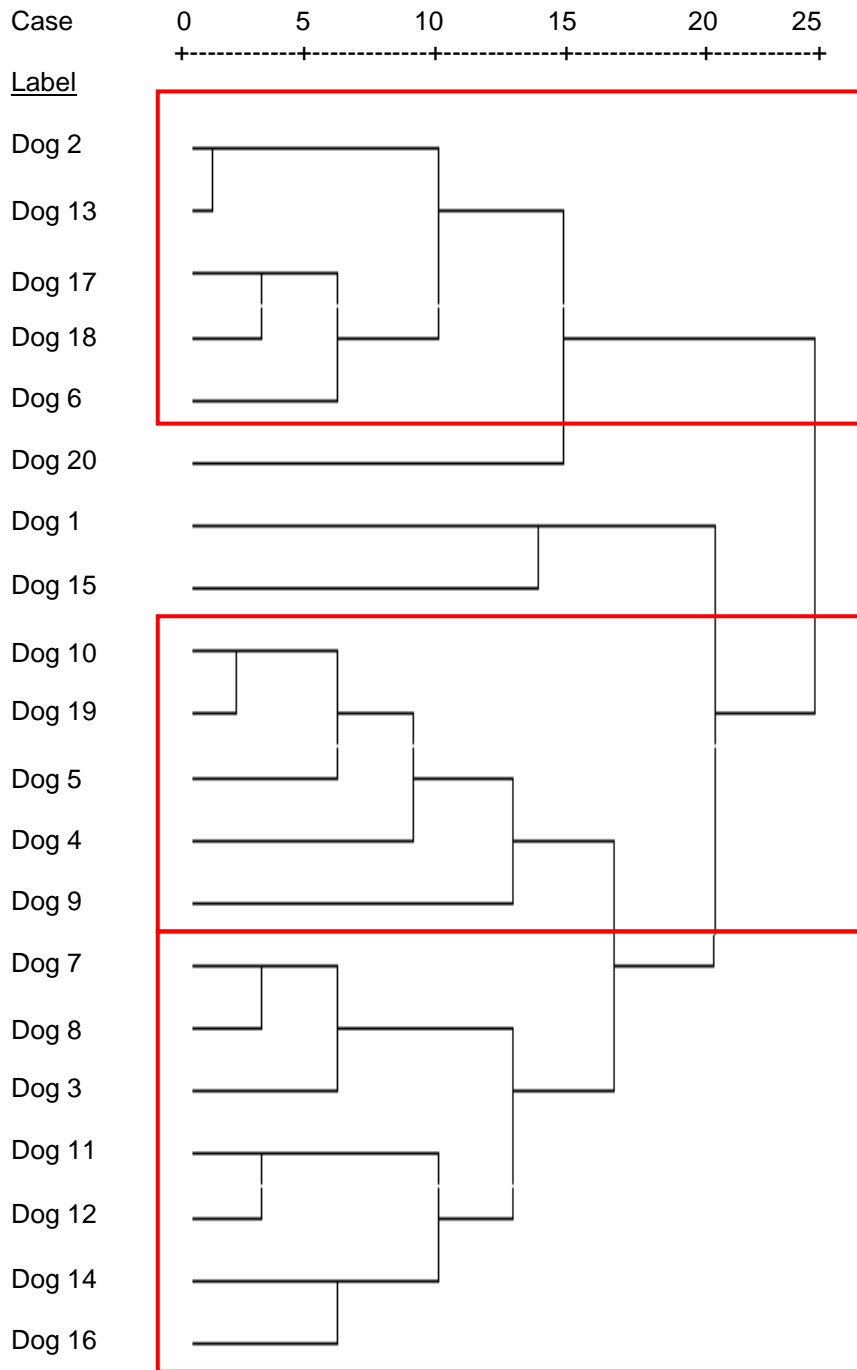 Case 0 5 10 15 20 25
+---------+---------+---------+---------+---------+
Label
Dog 2
Dog 13
Dog 17
Dog 18
Dog 6
Dog 20
Dog 1
Dog 15
Dog 10
Dog 19
Dog 5
Dog 4
Dog 9
Dog 7
Dog 8
Dog 3
Dog 11
Dog 12
Dog 14
Dog 16